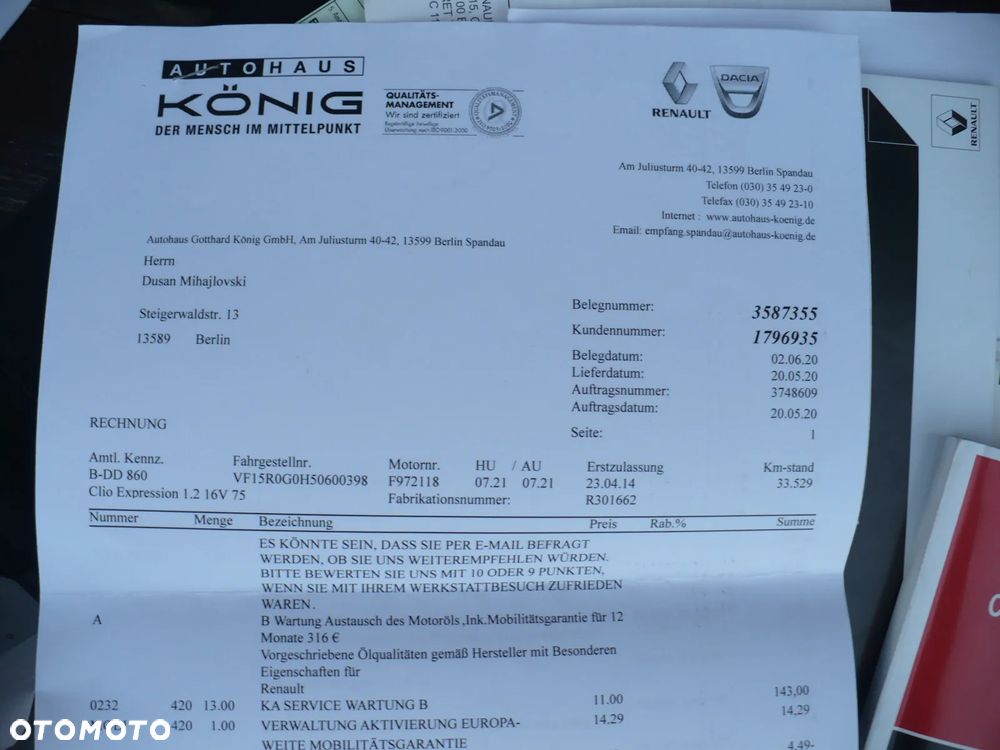 AUTOHAUS
KÖNIG
DER MENSCH IM MITTELPUNKT
QUALITÄTS-
MANAGEMENT
Wir sind zertifiziert
Regelmäßige freiwillige
Überwachung nach ISO 9001:2000
RENAULT
DACIA
RENAULT
Am Juliusturm 40-42, 13599 Berlin Spandau
Telefon (030) 35 49 23-0
Telefax (030) 35 49 23-10
Internet : www.autohaus-koenig.de
Email: empfang.spandau@autohaus-koenig.de
Autohaus Gotthard König GmbH, Am Juliusturm 40-42, 13599 Berlin Spandau
Herrn
Dusan Mihajlovski
Steigerwaldstr. 13
13589 Berlin
Belegnummer: 3587355
Kundennummer: 1796935
Belegdatum: 02.06.20
Lieferdatum: 20.05.20
Auftragsnummer: 3748609
Auftragsdatum: 20.05.20
Seite: 1
RECHNUNG
Amtl. Kennz. Fahrgestellnr. Motornr. HU / AU Erstzulassung Km-stand
B-DD 860 VF15R0G0H50600398 F972118 07.21 07.21 23.04.14 33.529
Clio Expression 1.2 16V 75 Fabrikationsnummer: R301662
Nummer Menge Bezeichnung Preis Rab.% Summe
ES KÖNNTE SEIN, DASS SIE PER E-MAIL BEFRAGT
WERDEN, OB SIE UNS WEITEREMPFEHLEN WÜRDEN.
BITTE BEWERTEN SIE UNS MIT 10 ODER 9 PUNKTEN,
WENN SIE MIT IHREM WERKSTATTBESUCH ZUFRIEDEN
WAREN.
A B Wartung Austausch des Motoröls ,Ink.Mobilitätsgarantie für 12
Monate 316 €
Vorgeschriebene Ölqualitäten gemäß Hersteller mit Besonderen
Eigenschaften für
Renault
0232 420 13.00 KA SERVICE WARTUNG B 11.00 143,00
420 1.00 VERWALTUNG AKTIVIERUNG EUROPA- 14.29 14,29
WEITE MOBILITÄTSGARANTIE 4,49-
OTOMOTO